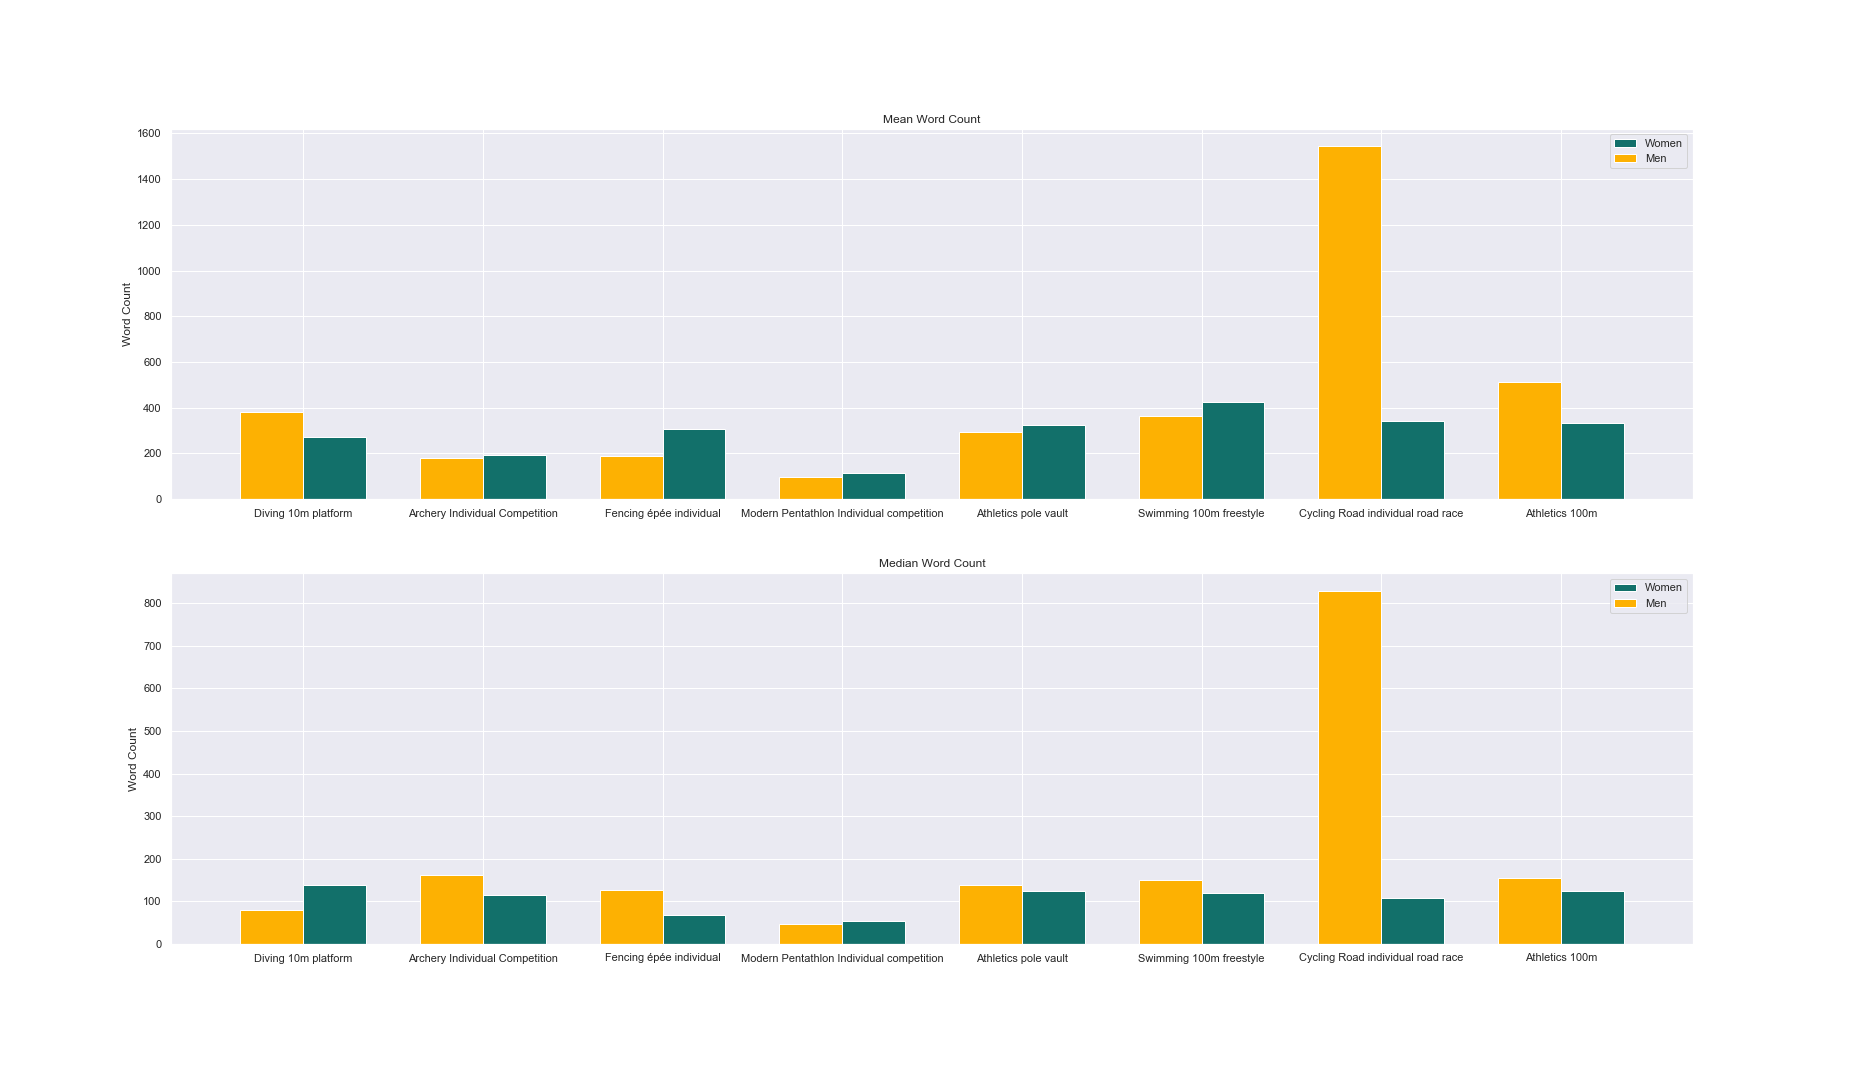 Mean Word Count
1600
1400
1200
1000
800
600
400
200
0
Word Count
Women
Men
Diving 10m platform
Archery Individual Competition
Fencing épée individual
Modern Pentathlon Individual competition
Athletics pole vault
Swimming 100m freestyle
Cycling Road individual road race
Athletics 100m
Median Word Count
800
700
600
500
400
300
200
100
0
Word Count
Women
Men
Diving 10m platform
Archery Individual Competition
Fencing épée individual
Modern Pentathlon Individual competition
Athletics pole vault
Swimming 100m freestyle
Cycling Road individual road race
Athletics 100m